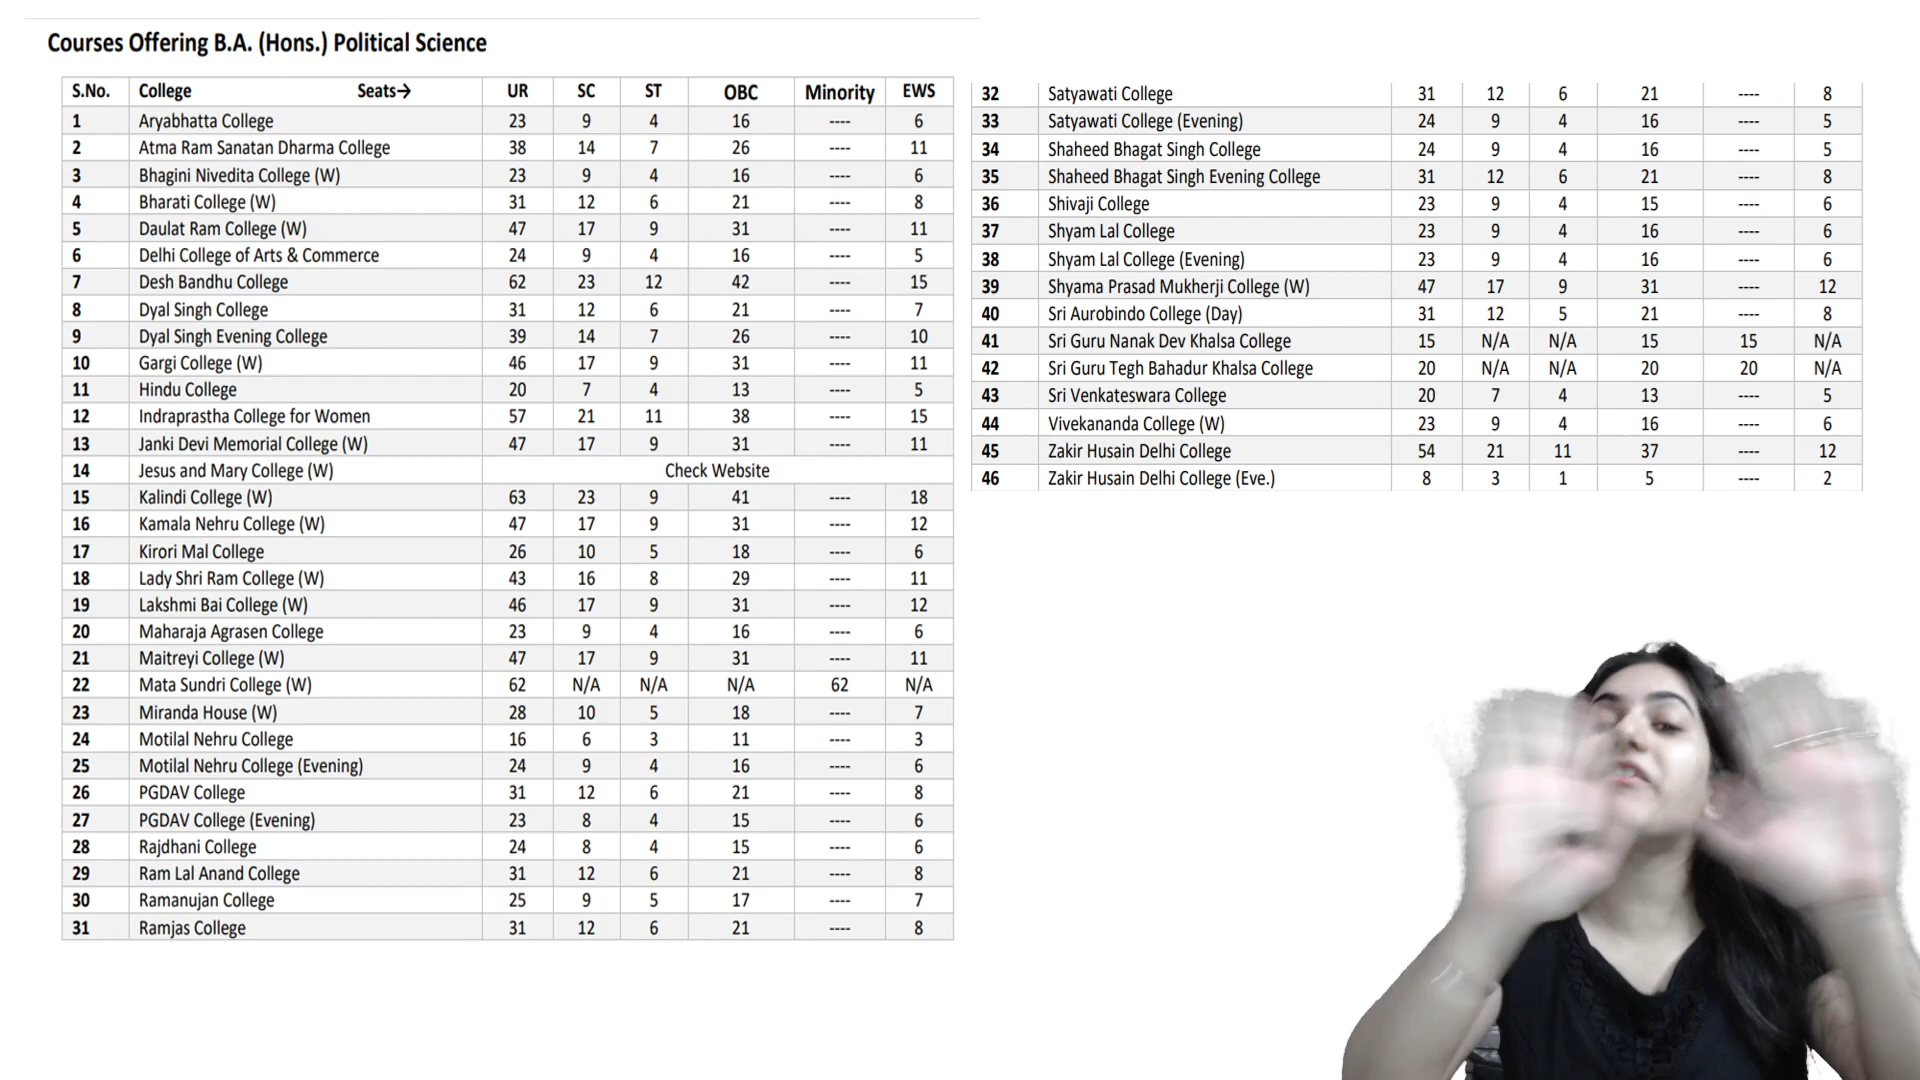 Courses Offering B.A. (Hons.) Political Science
S.No. College Seats→ UR SC ST OBC Minority EWS
1 Aryabhatta College 23 9 4 16 ---- 6
2 Atma Ram Sanatan Dharma College 38 14 7 26 ---- 11
3 Bhagini Nivedita College (W) 23 9 4 16 ---- 6
4 Bharati College (W) 31 12 6 21 ---- 8
5 Daulat Ram College (W) 47 17 9 31 ---- 11
6 Delhi College of Arts & Commerce 24 9 4 16 ---- 5
7 Desh Bandhu College 62 23 12 42 ---- 15
8 Dyal Singh College 31 12 6 21 ---- 7
9 Dyal Singh Evening College 39 14 7 26 ---- 10
10 Gargi College (W) 46 17 9 31 ---- 11
11 Hindu College 20 7 4 13 ---- 5
12 Indraprastha College for Women 57 21 11 38 ---- 15
13 Janki Devi Memorial College (W) 47 17 9 31 ---- 11
14 Jesus and Mary College (W) Check Website
15 Kalindi College (W) 63 23 9 41 ---- 18
16 Kamala Nehru College (W) 47 17 9 31 ---- 12
17 Kirori Mal College 26 10 5 18 ---- 6
18 Lady Shri Ram College (W) 43 16 8 29 ---- 11
19 Lakshmi Bai College (W) 46 17 9 31 ---- 12
20 Maharaja Agrasen College 23 9 4 16 ---- 6
21 Maitreyi College (W) 47 17 9 31 ---- 11
22 Mata Sundri College (W) 62 N/A N/A N/A 62 N/A
23 Miranda House (W) 28 10 5 18 ---- 7
24 Motilal Nehru College 16 6 3 11 ---- 3
25 Motilal Nehru College (Evening) 24 9 4 16 ---- 6
26 PGDAV College 31 12 6 21 ---- 8
27 PGDAV College (Evening) 23 8 4 15 ---- 6
28 Rajdhani College 24 8 4 15 ---- 6
29 Ram Lal Anand College 31 12 6 21 ---- 8
30 Ramanujan College 25 9 5 17 ---- 7
31 Ramjas College 31 12 6 21 ---- 8
32 Satyawati College 31 12 6 21 ---- 8
33 Satyawati College (Evening) 24 9 4 16 ---- 5
34 Shaheed Bhagat Singh College 24 9 4 16 ---- 5
35 Shaheed Bhagat Singh Evening College 31 12 6 21 ---- 8
36 Shivaji College 23 9 4 15 ---- 6
37 Shyam Lal College 23 9 4 16 ---- 6
38 Shyam Lal College (Evening) 23 9 4 16 ---- 6
39 Shyama Prasad Mukherji College (W) 47 17 9 31 ---- 12
40 Sri Aurobindo College (Day) 31 12 5 21 ---- 8
41 Sri Guru Nanak Dev Khalsa College 15 N/A N/A 15 15 N/A
42 Sri Guru Tegh Bahadur Khalsa College 20 N/A N/A 20 20 N/A
43 Sri Venkateswara College 20 7 4 13 ---- 5
44 Vivekananda College (W) 23 9 4 16 ---- 6
45 Zakir Husain Delhi College 54 21 11 37 ---- 12
46 Zakir Husain Delhi College (Eve.) 8 3 1 5 ---- 2